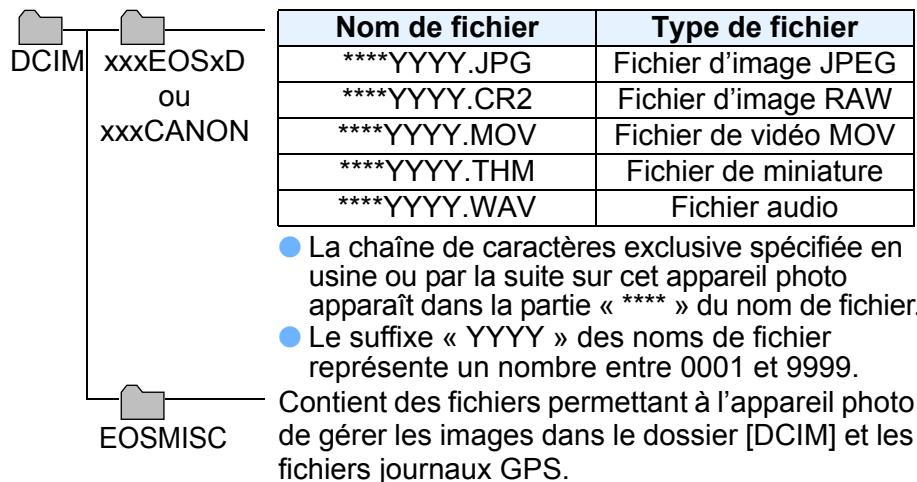 DCIM
xxxEOSxD
ou
xxxCANON
Nom de fichier Type de fichier
****YYYY.JPG Fichier d’image JPEG
****YYYY.CR2 Fichier d’image RAW
****YYYY.MOV Fichier de vidéo MOV
****YYYY.THM Fichier de miniature
****YYYY.WAV Fichier audio
● La chaîne de caractères exclusive spécifiée en
usine ou par la suite sur cet appareil photo
apparaît dans la partie « **** » du nom de fichier.
● Le suffixe « YYYY » des noms de fichier
représente un nombre entre 0001 et 9999.
EOSMISC
Contient des fichiers permettant à l’appareil photo
de gérer les images dans le dossier [DCIM] et les
fichiers journaux GPS.